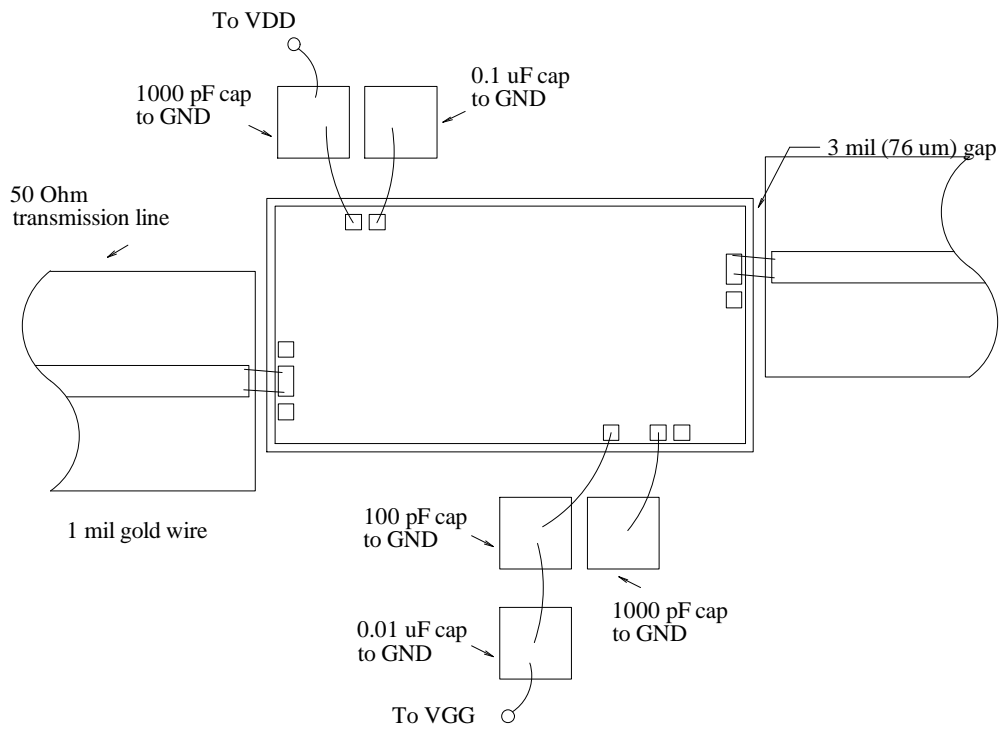 To VDD
1000 pF cap
to GND
0.1 uF cap
to GND
3 mil (76 um) gap
50 Ohm
transmission line
1 mil gold wire
100 pF cap
to GND
1000 pF cap
to GND
0.01 uF cap
to GND
To VGG